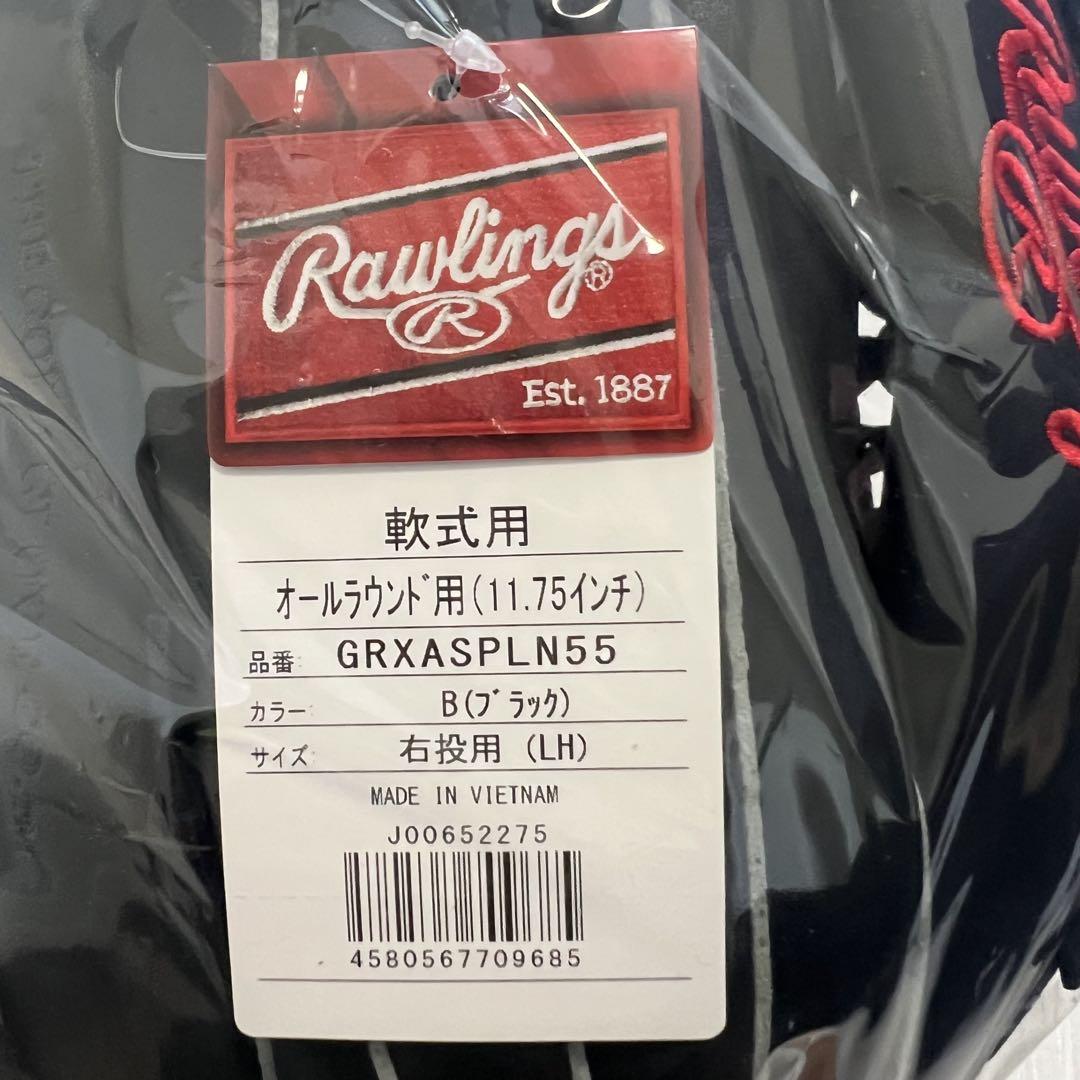 Rawlings®
R
Est. 1887
軟式用
オールラウンド用(11.75インチ)
品番 GRXASPLN55
カラー B(ブラック)
サイズ 右投用 (LH)
MADE IN VIETNAM
J00652275
4580567709685